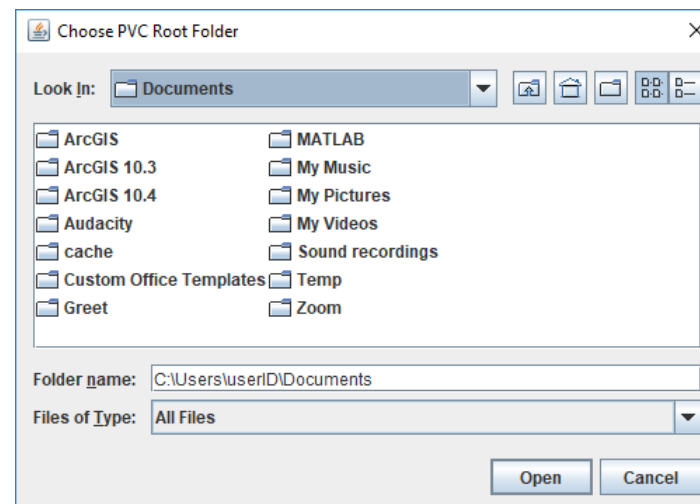 Choose PVC Root Folder
Look In: Documents
ArcGIS MATLAB
ArcGIS 10.3 My Music
ArcGIS 10.4 My Pictures
Audacity My Videos
cache Sound recordings
Custom Office Templates Temp
Greet Zoom
Folder name: C:\Users\userID\Documents
Files of Type: All Files
Open Cancel